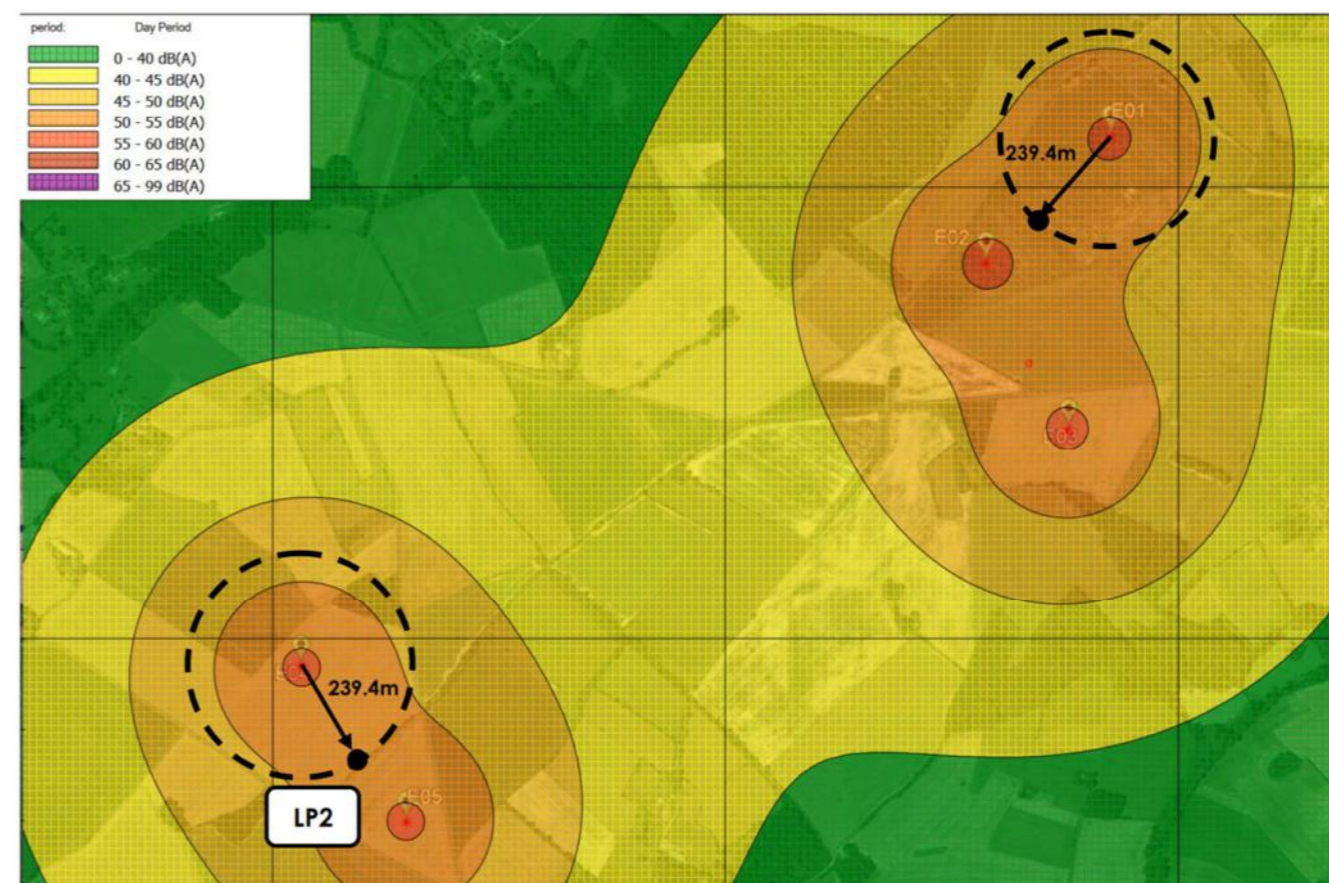 period: Day Period
0 - 40 dB(A)
40 - 45 dB(A)
45 - 50 dB(A)
50 - 55 dB(A)
55 - 60 dB(A)
60 - 65 dB(A)
65 - 99 dB(A)
E01
239.4m
E02
E03
239.4m
LP2
E05